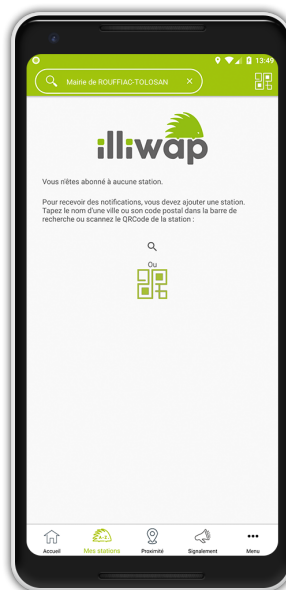 13:49
Mairie de ROUFFIAC-TOLOSAN ×
illiwap
Vous n'êtes abonné à aucune station.
Pour recevoir des notifications, vous devez ajouter une station.
Tapez le nom d'une ville ou son code postal dans la barre de
recherche ou scannez le QRCode de la station :
Ou
A-Z
Accueil Mes stations Proximité Signalement Menu